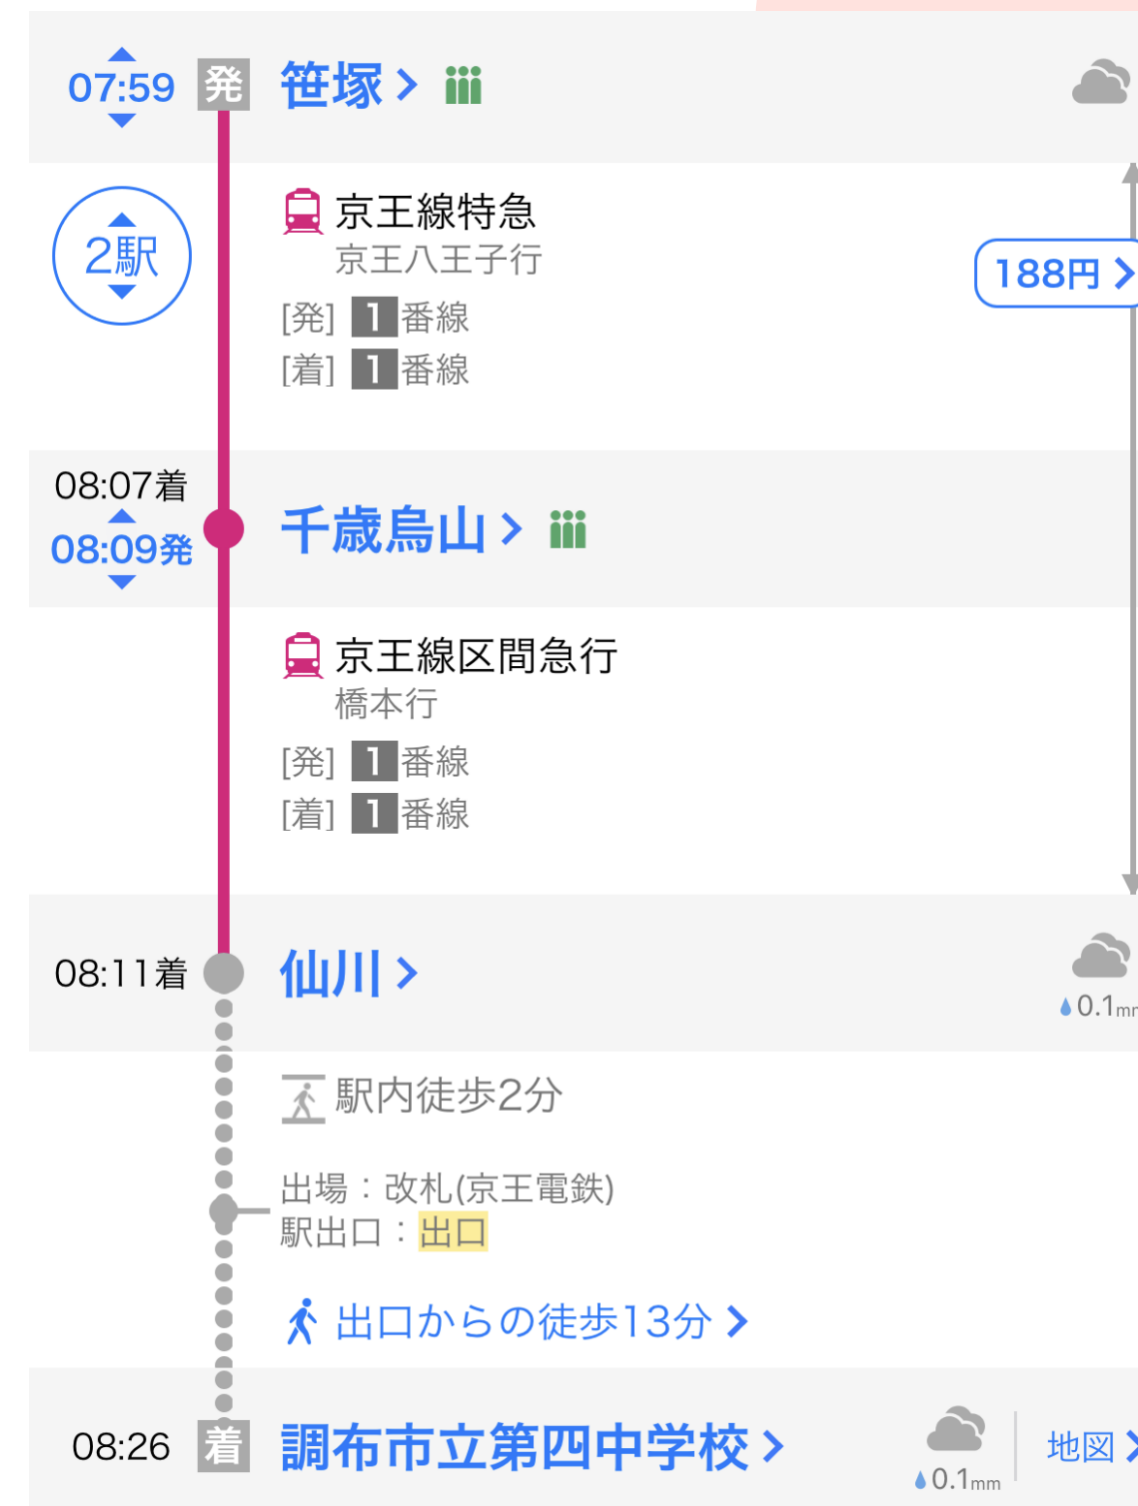 07:59 発 笹塚
2駅
京王線特急
京王八王子行
188円
[発] 1番線
[着] 1番線
08:07着
08:09発
千歳烏山
京王線区間急行
橋本行
[発] 1番線
[着] 1番線
08:11着 仙川
0.1mm
駅内徒歩2分
出場：改札(京王電鉄)
駅出口：出口
出口からの徒歩13分
08:26 着 調布市立第四中学校 地図
0.1mm